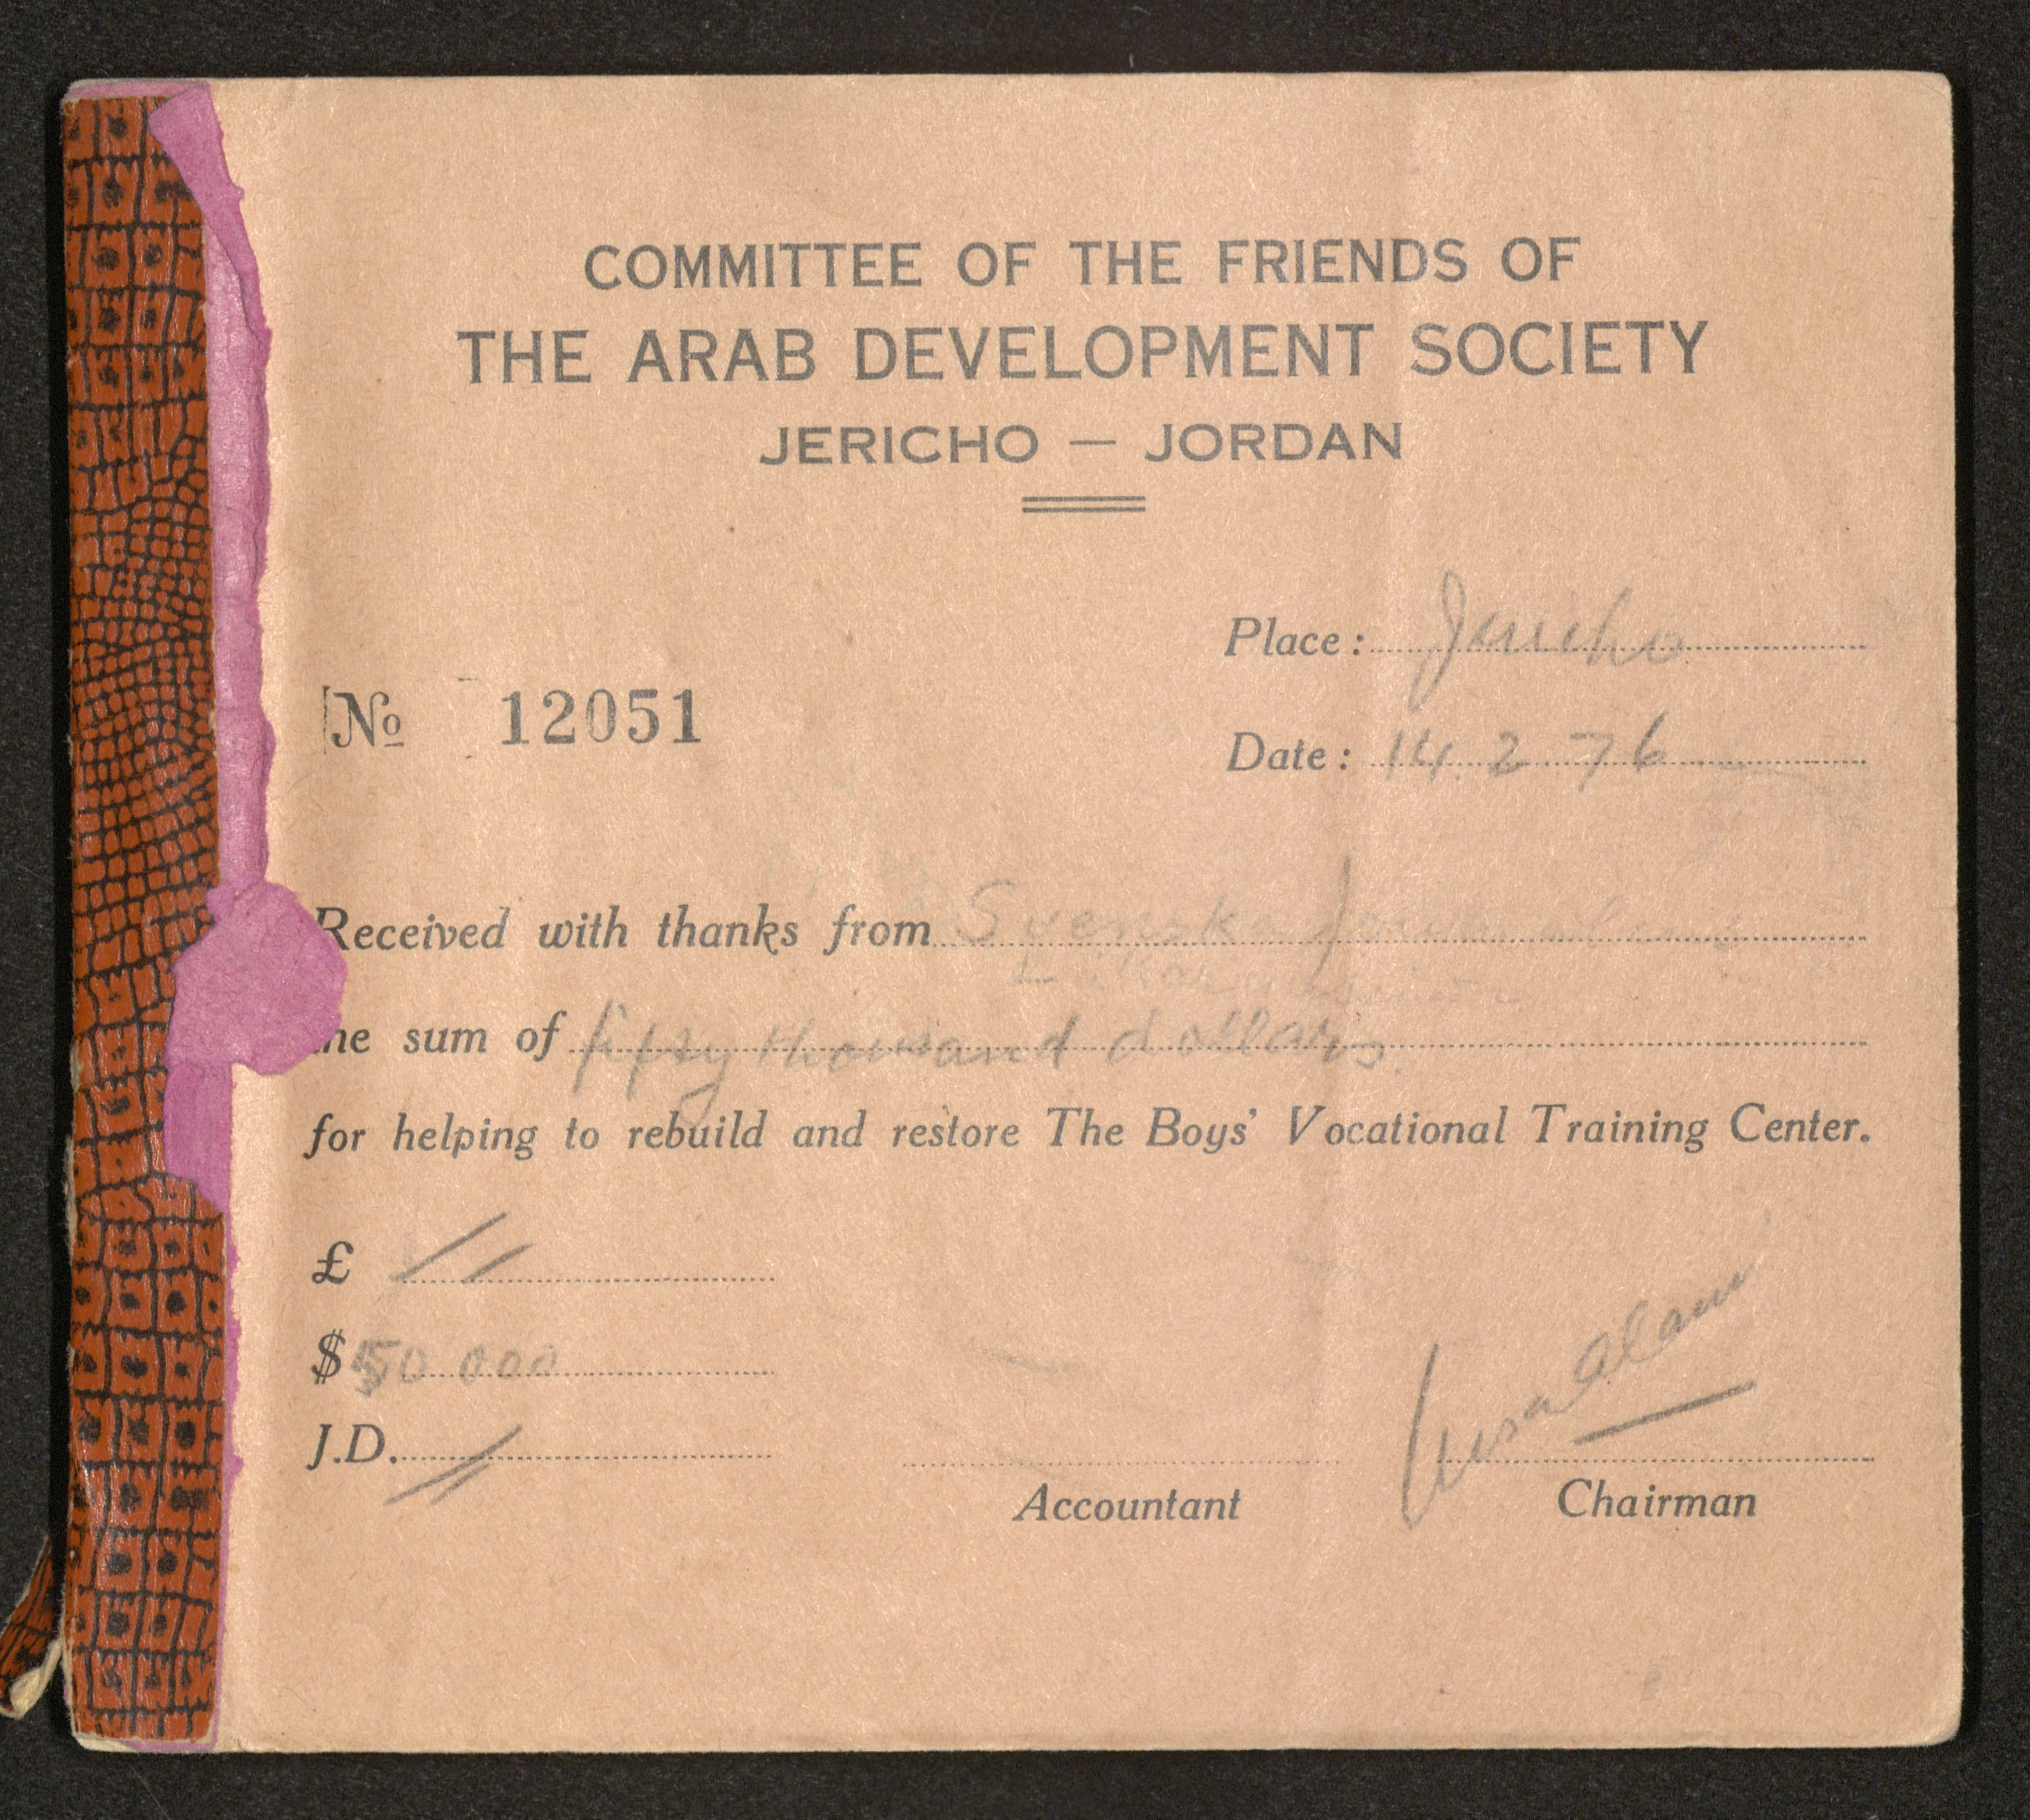 COMMITTEE OF THE FRIENDS OF
THE ARAB DEVELOPMENT SOCIETY
JERICHO — JORDAN
Place: Jericho
№ 12051
Date: 14 2 76
Received with thanks from Svenska
the sum of fifty thousand dollars.
for helping to rebuild and restore The Boys' Vocational Training Center.
£ //
$ 50 000
J.D. //
Musa Alami
Accountant
Chairman